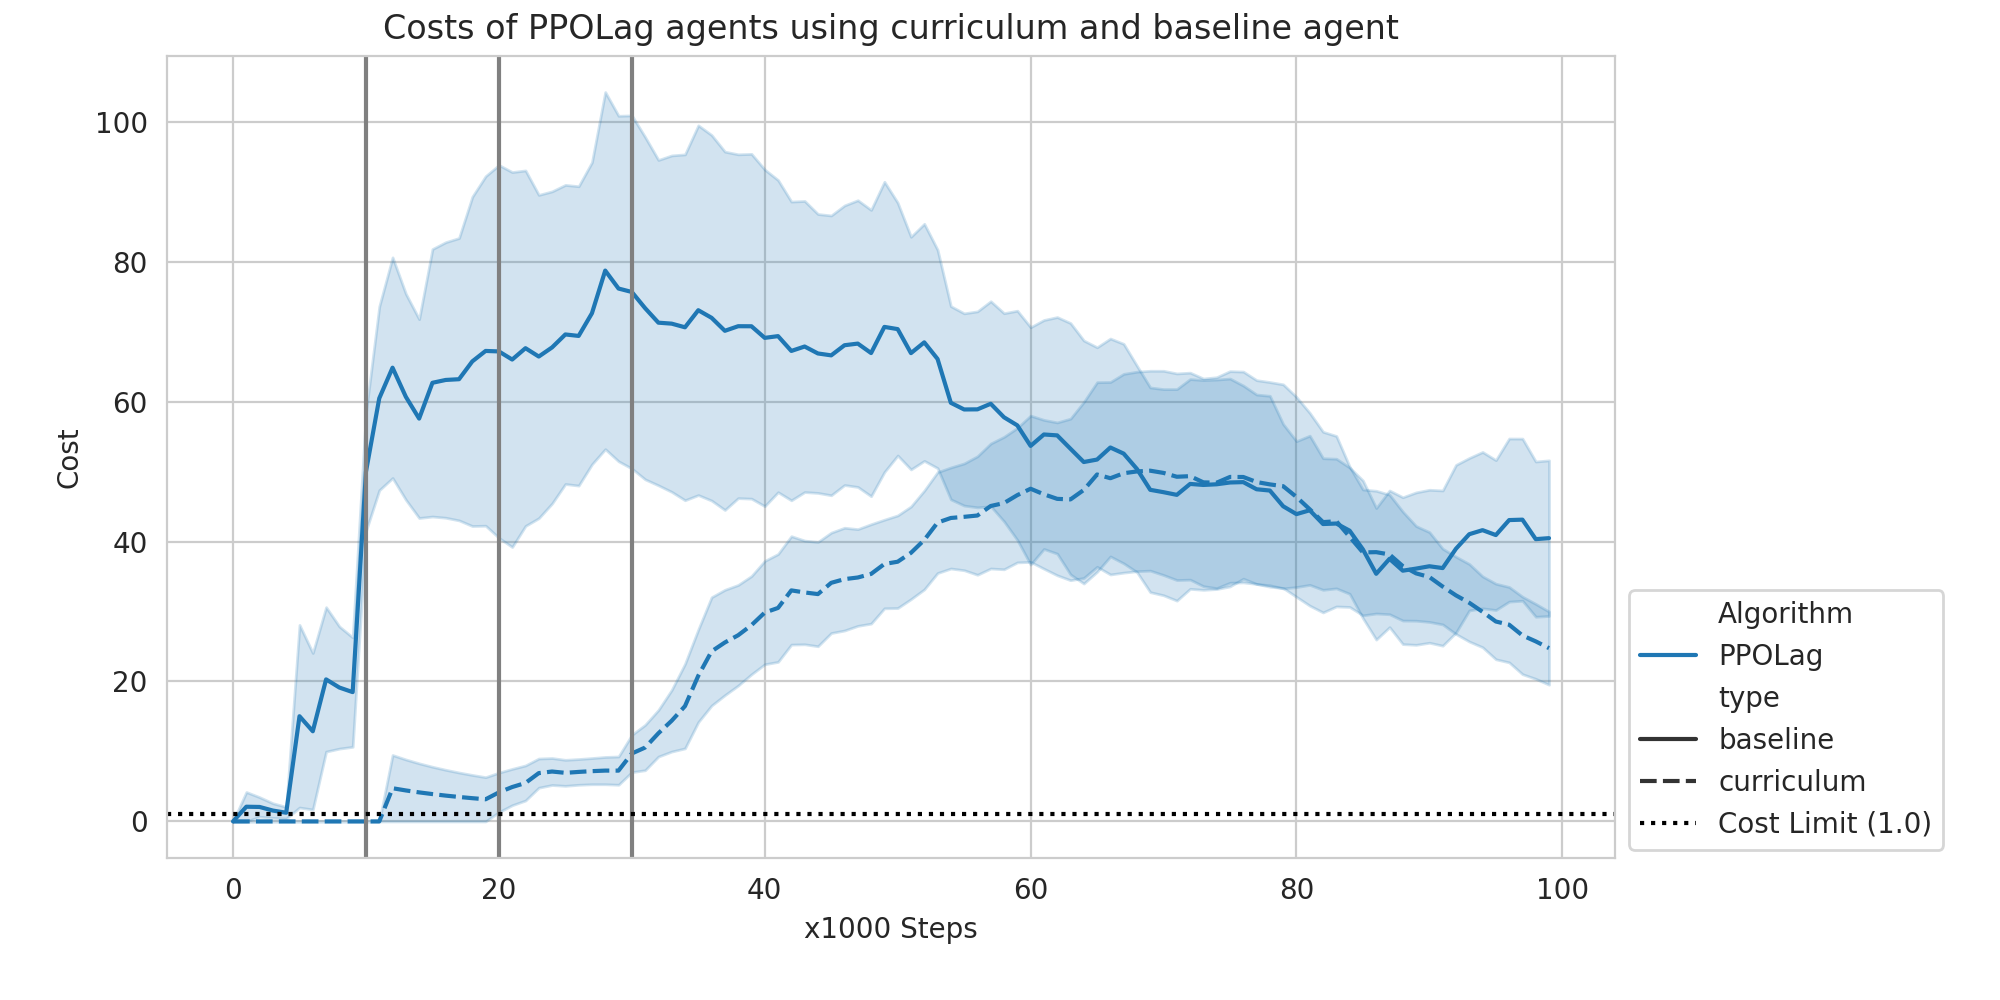 Costs of PPOLag agents using curriculum and baseline agent
100
80
60
40
20
0
Cost
0 20 40 60 80 100
x1000 Steps
Algorithm
PPOLag
type
baseline
curriculum
Cost Limit (1.0)